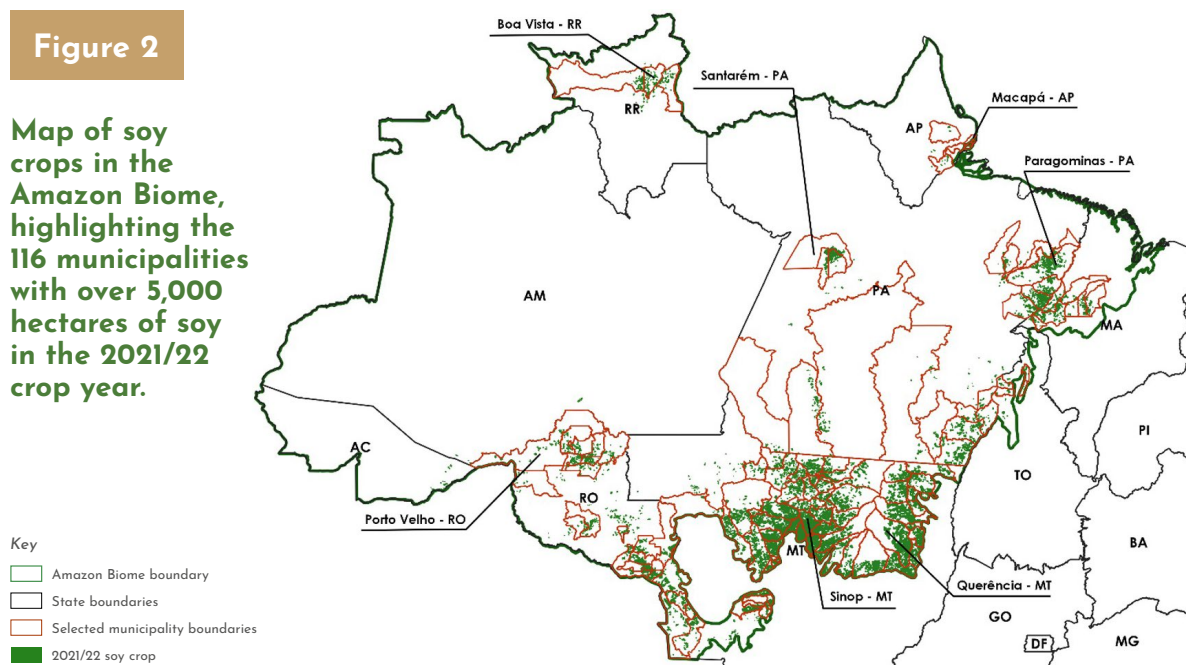 Figure 2
Map of soy
crops in the
Amazon Biome,
highlighting the
116 municipalities
with over 5,000
hectares of soy
in the 2021/22
crop year.
Key
Amazon Biome boundary
State boundaries
Selected municipality boundaries
2021/22 soy crop
Boa Vista - RR
Santarém - PA
Macapá - AP
Paragominas - PA
RR
AP
AM
PA
MA
AC
RO
Porto Velho - RO
MT
Sinop - MT
Querência - MT
TO
PI
BA
GO
DF
MG